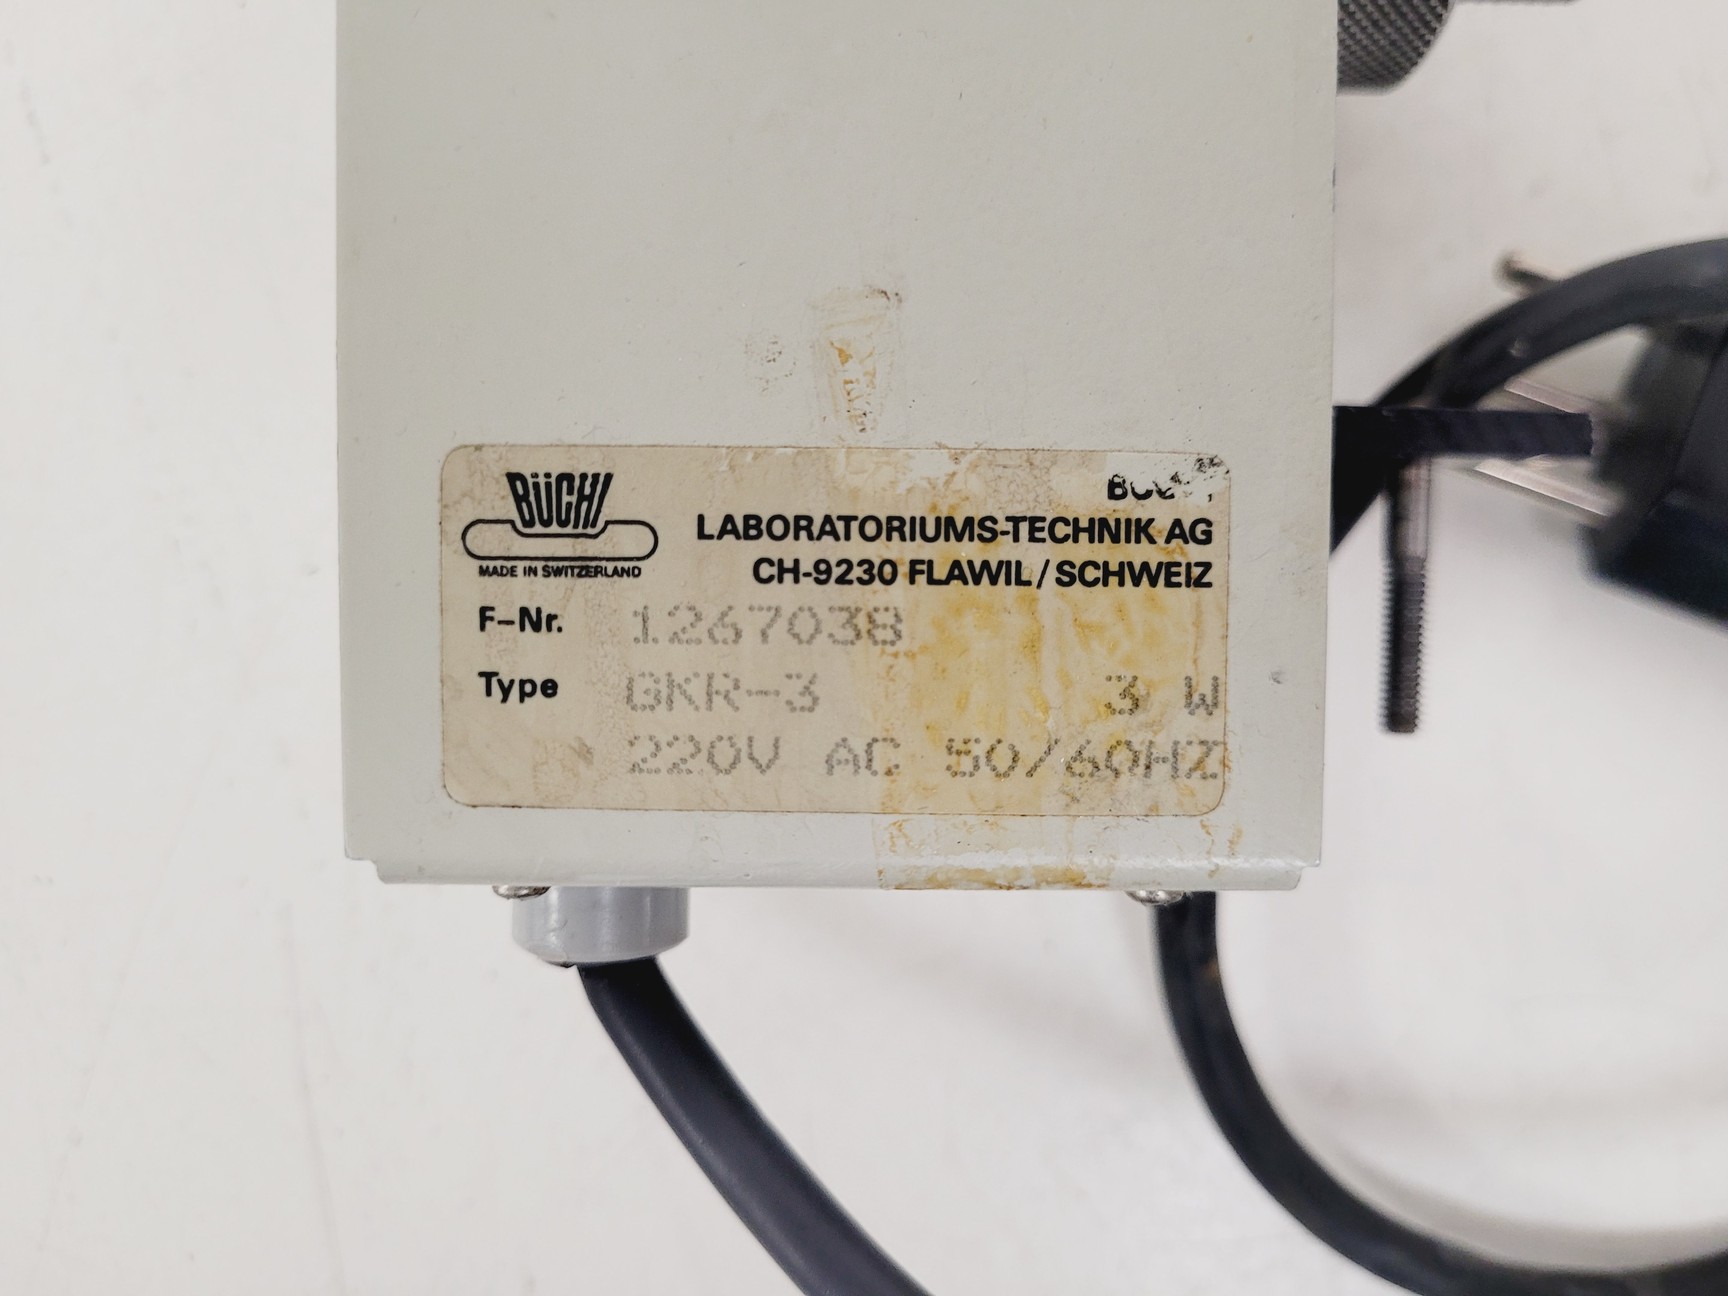 BÜCHI
MADE IN SWITZERLAND
LABORATORIUMS-TECHNIK AG
CH-9230 FLAWIL/SCHWEIZ
F-Nr. 1267038
Type GKR-3 3 W
220V AC 50/60HZ